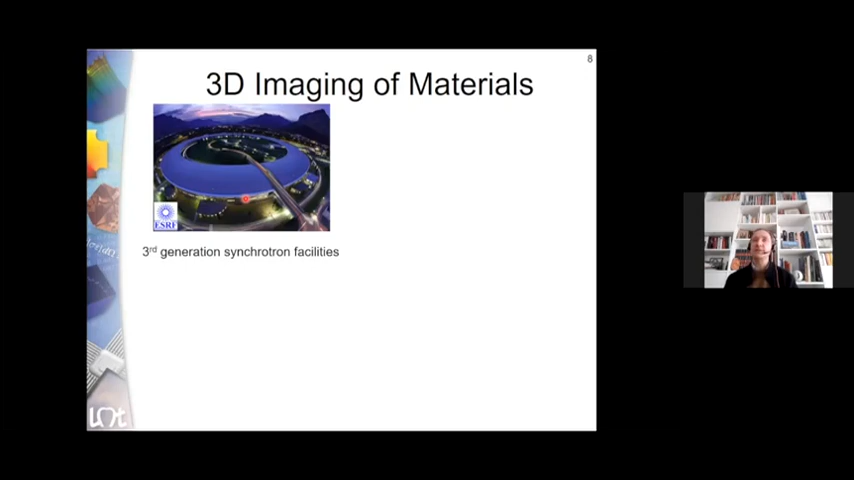 8
3D Imaging of Materials
ESRF
3rd generation synchrotron facilities